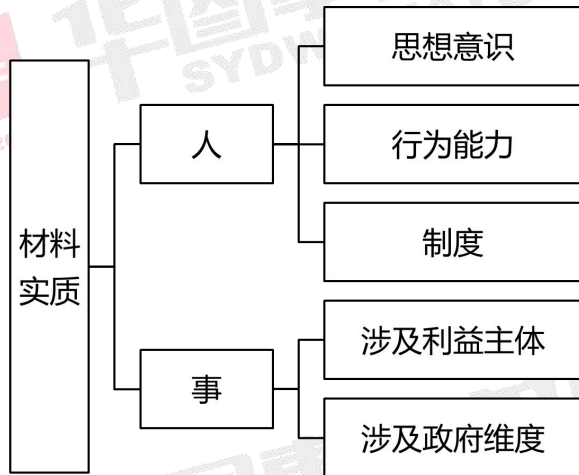 思想意识
人
行为能力
制度
材料
实质
涉及利益主体
事
涉及政府维度
SYDW